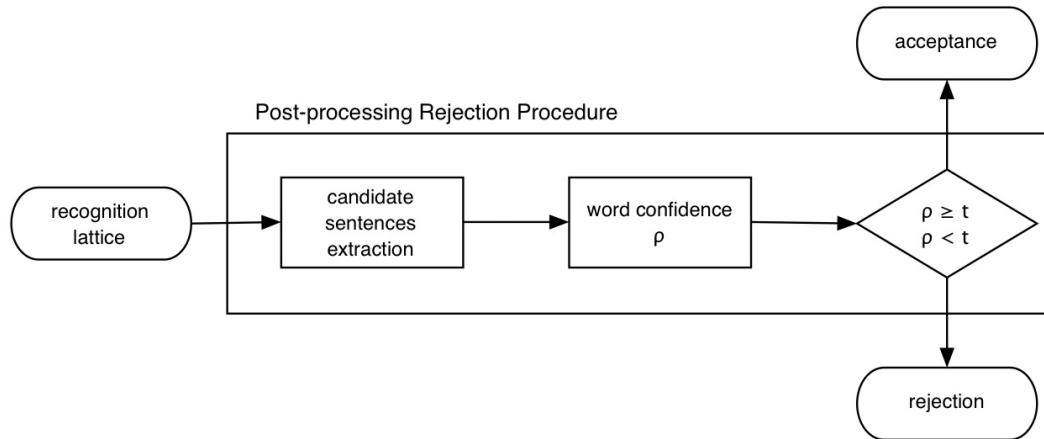 acceptance
Post-processing Rejection Procedure
recognition
lattice
candidate
sentences
extraction
word confidence
ρ
ρ ≥ t
ρ < t
rejection